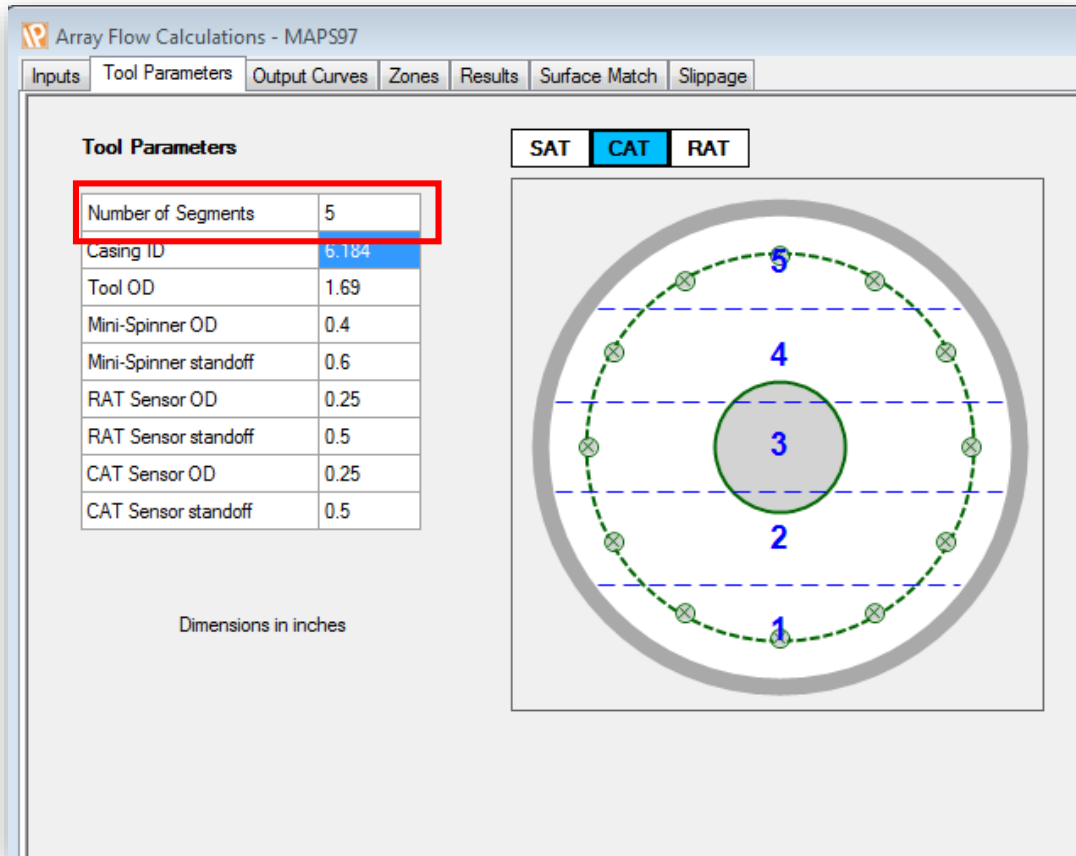 Array Flow Calculations - MAPS97
Inputs Tool Parameters Output Curves Zones Results Surface Match Slippage
Tool Parameters
SAT CAT RAT
Number of Segments 5
Casing ID 6.184
Tool OD 1.69
Mini-Spinner OD 0.4
Mini-Spinner standoff 0.6
RAT Sensor OD 0.25
RAT Sensor standoff 0.5
CAT Sensor OD 0.25
CAT Sensor standoff 0.5
Dimensions in inches
5
4
3
2
1